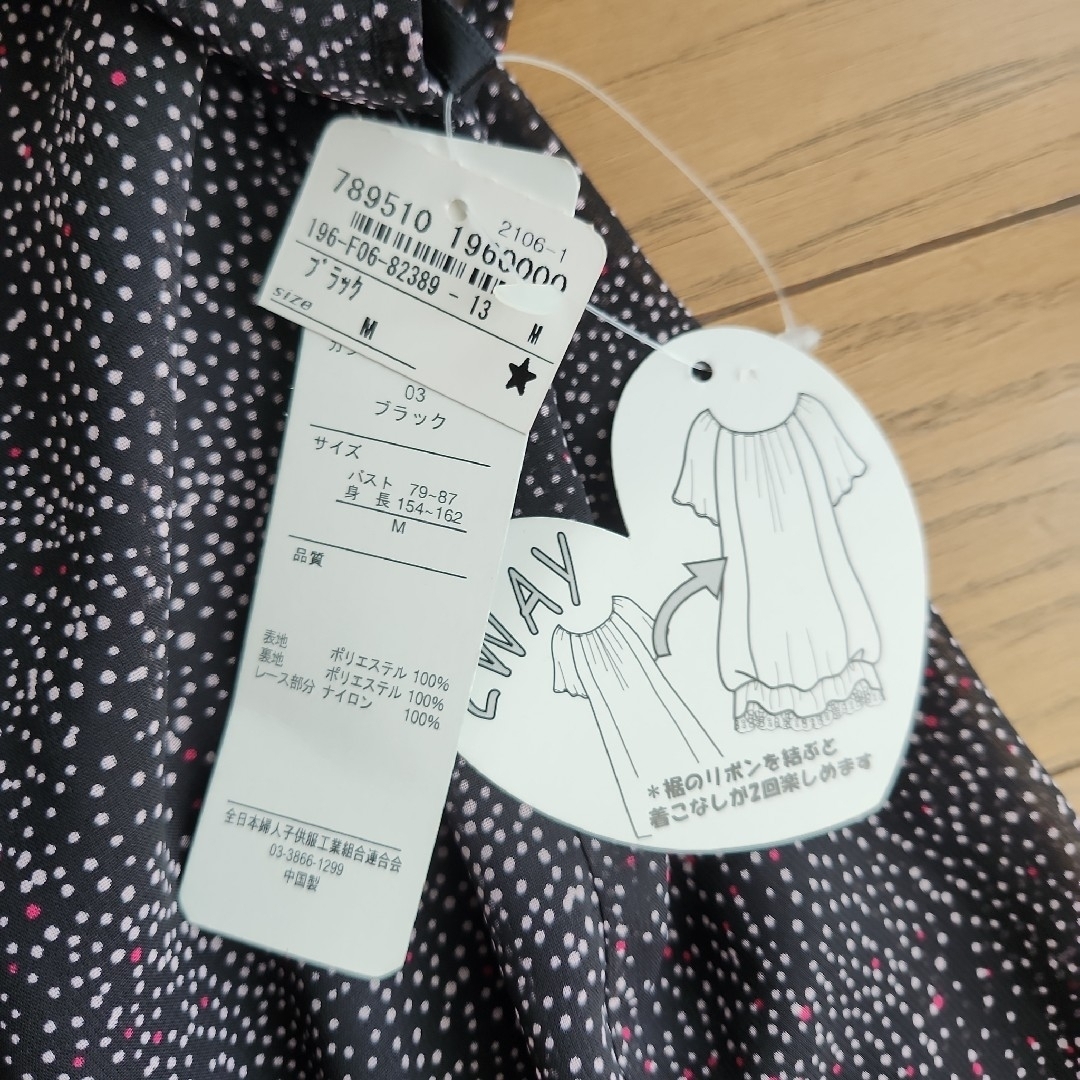 2106-1
789510 1960000
196-F06-82389 - 13 M
ブラック
size M
03
ブラック
サイズ
バスト 79~87
身 長 154~162
M
品質
表地 ポリエステル 100%
裏地 ポリエステル 100%
レース部分 ナイロン 100%
全日本婦人子供服工業組合連合会
03-3866-1299
中国製
2WAY
*裾のリボンを結ぶと
着こなしが2回楽しめます